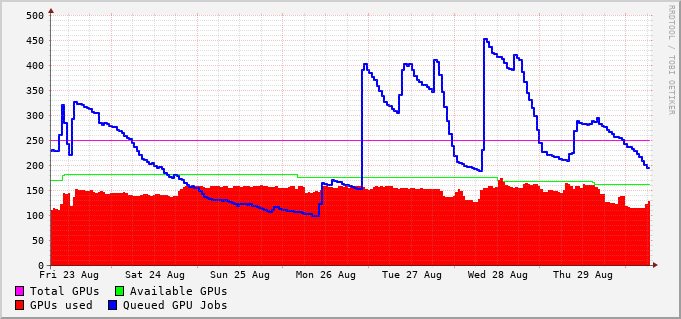 500
450
400
350
300
250
200
150
100
50
0
Fri 23 Aug Sat 24 Aug Sun 25 Aug Mon 26 Aug Tue 27 Aug Wed 28 Aug Thu 29 Aug
Total GPUs Available GPUs
GPUs used Queued GPU Jobs
RRDTOOL / TOBI OETIKER